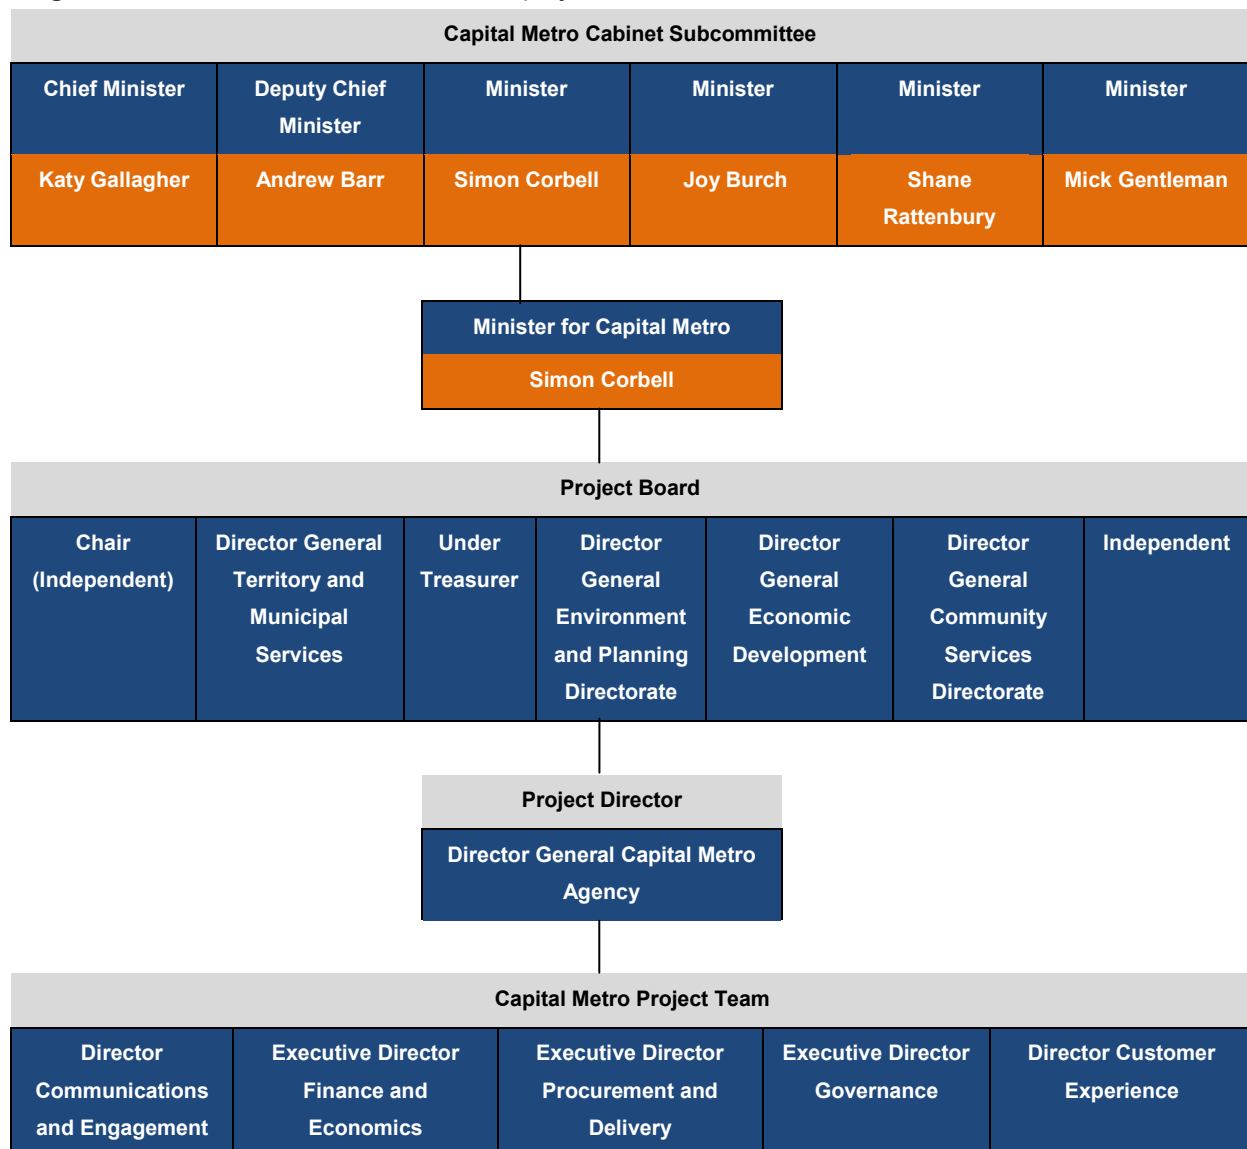 Capital Metro Cabinet Subcommittee
Chief Minister
Deputy Chief
Minister
Minister
Minister
Minister
Minister
Katy Gallagher
Andrew Barr
Simon Corbell
Joy Burch
Shane
Rattenbury
Mick Gentleman
Minister for Capital Metro
Simon Corbell
Project Board
Chair
(Independent)
Director General
Territory and
Municipal
Services
Under
Treasurer
Director
General
Environment
and Planning
Directorate
Director
General
Economic
Development
Director
General
Community
Services
Directorate
Independent
Project Director
Director General Capital Metro
Agency
Capital Metro Project Team
Director
Communications
and Engagement
Executive Director
Finance and
Economics
Executive Director
Procurement and
Delivery
Executive Director
Governance
Director Customer
Experience